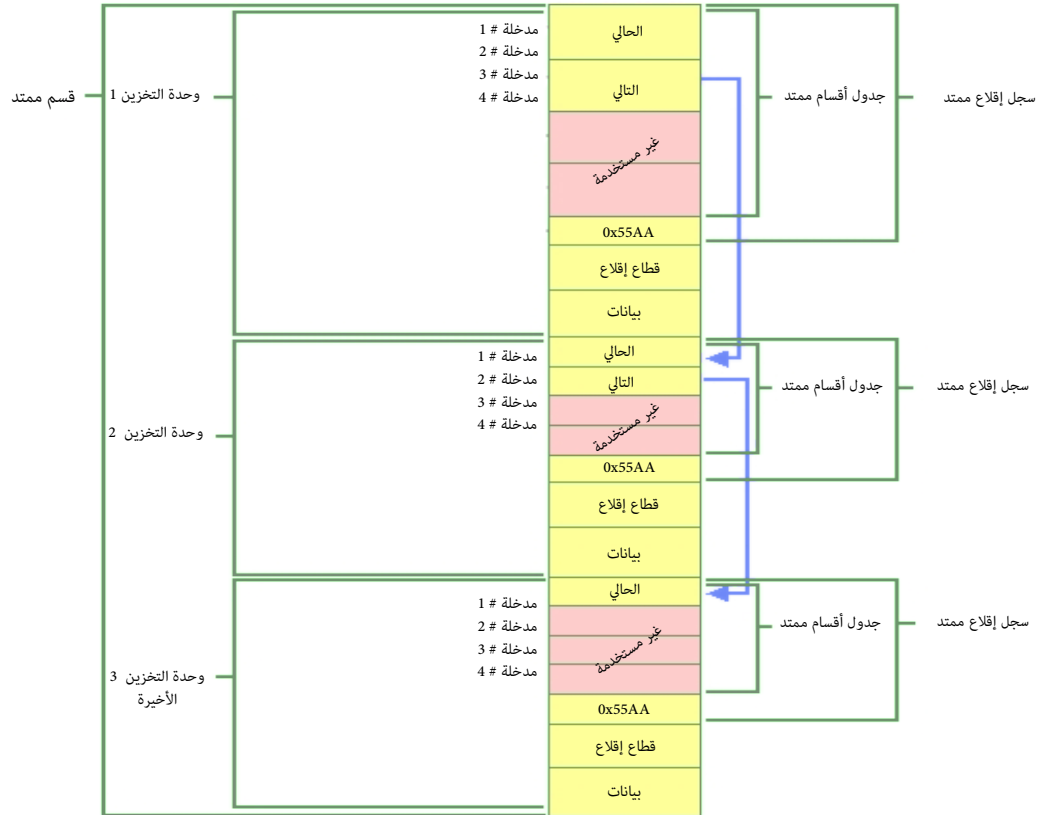 قسم ممتد
وحدة التخزين 1
مدخلة # 1
مدخلة # 2
مدخلة # 3
مدخلة # 4
الحالي
التالي
غير مستخدمة
0x55AA
قطاع إقلاع
بيانات
جدول أقسام ممتد
سجل إقلاع ممتد
وحدة التخزين 2
مدخلة # 1
مدخلة # 2
مدخلة # 3
مدخلة # 4
الحالي
التالي
غير مستخدمة
0x55AA
قطاع إقلاع
بيانات
جدول أقسام ممتد
سجل إقلاع ممتد
وحدة التخزين 3
الأخيرة
مدخلة # 1
مدخلة # 2
مدخلة # 3
مدخلة # 4
الحالي
غير مستخدمة
0x55AA
قطاع إقلاع
بيانات
جدول أقسام ممتد
سجل إقلاع ممتد